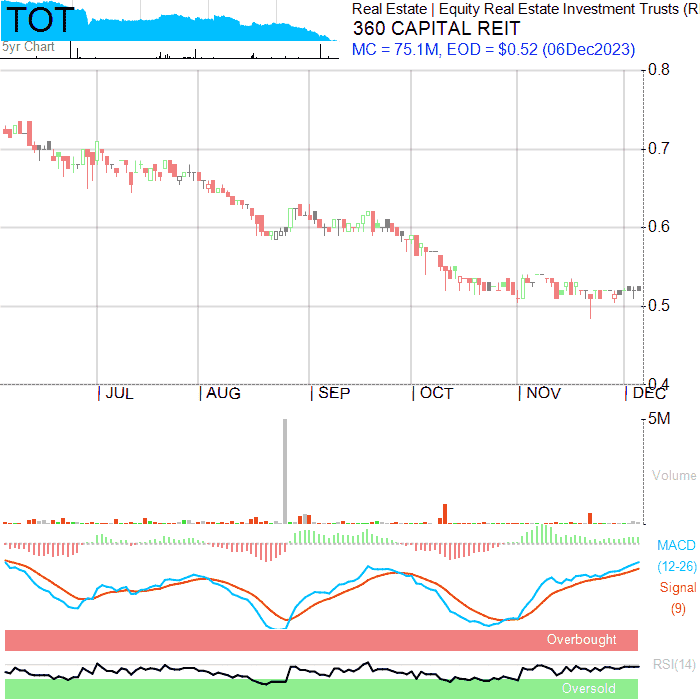 TOT
5yr Chart
Real Estate | Equity Real Estate Investment Trusts (R
360 CAPITAL REIT
MC = 75.1M, EOD = $0.52 (06Dec2023)
0.8
0.7
0.6
0.5
0.4
JUL
AUG
SEP
OCT
NOV
DEC
5M
Volume
MACD
(12-26)
Signal
(9)
Overbought
RSI(14)
Oversold